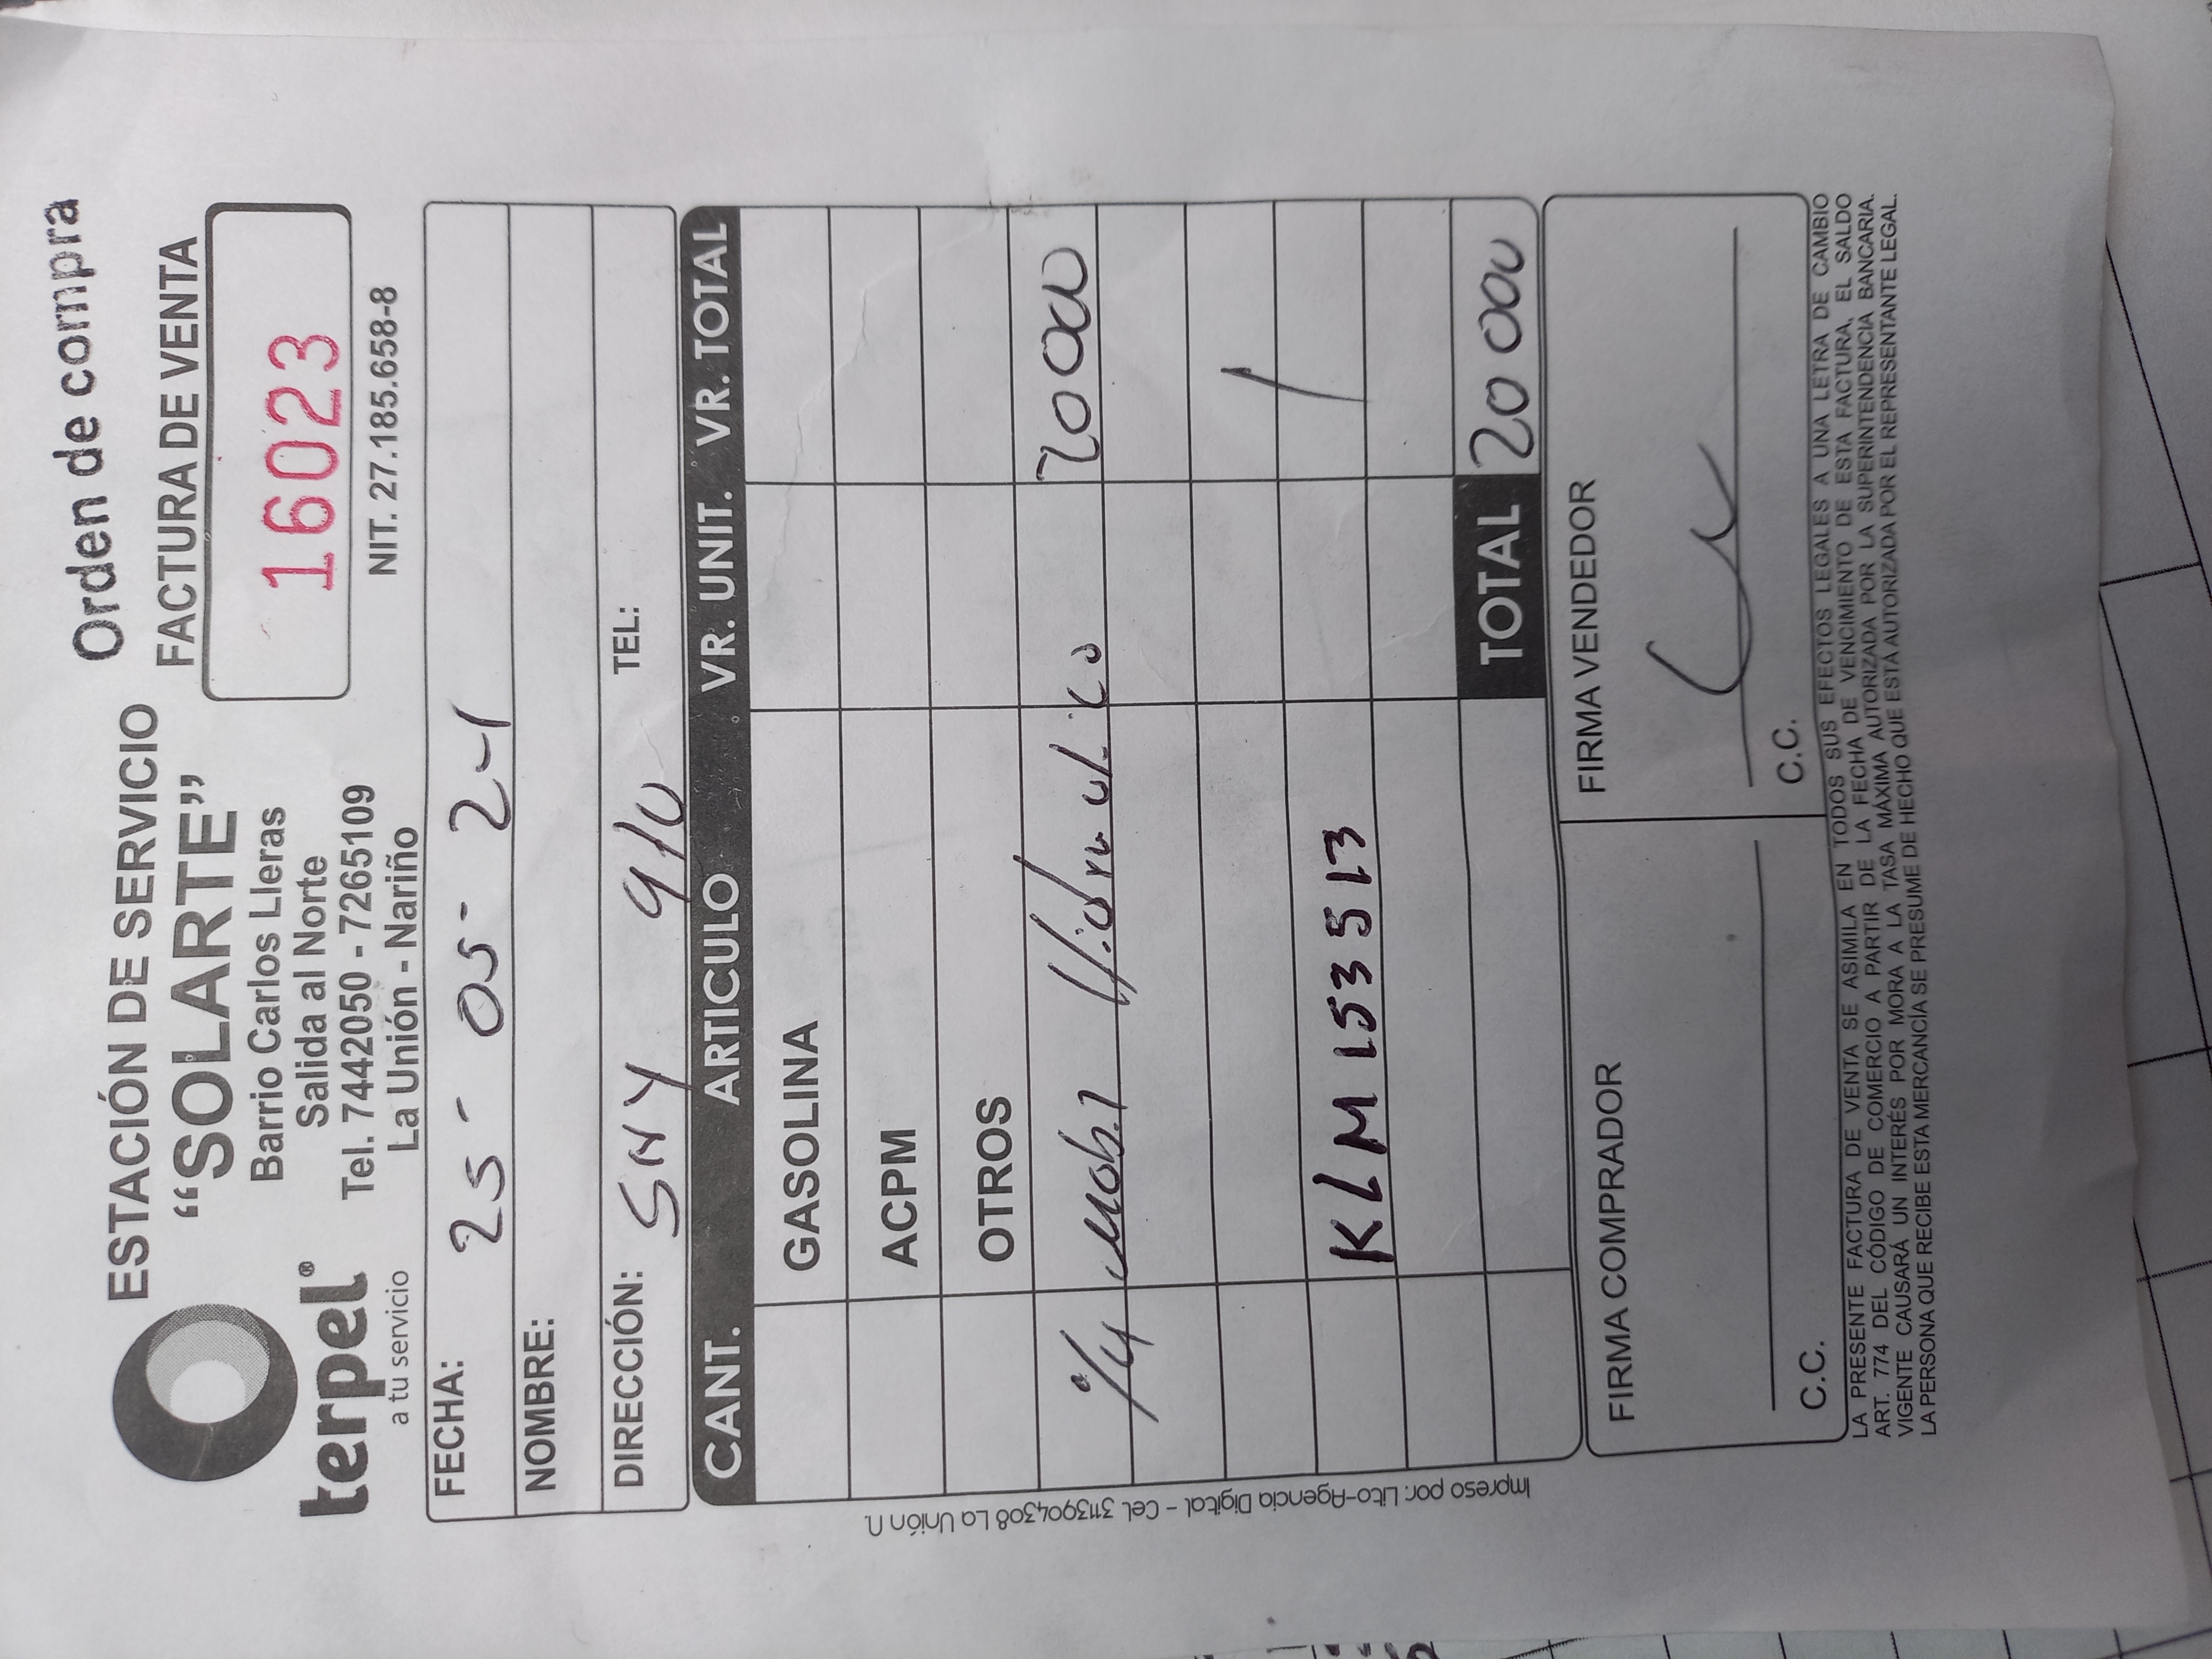 Orden de compra
ESTACIÓN DE SERVICIO
"SOLARTE"
Barrio Carlos Lleras
Salida al Norte
Tel. 7442050 - 7265109
La Unión - Nariño
terpel®
a tu servicio
FACTURA DE VENTA
16023
NIT. 27.185.658-8
FECHA: 25 - 05 - 21
NOMBRE:
DIRECCIÓN: SNY 910 TEL:
CANT. ARTICULO VR. UNIT. VR. TOTAL
GASOLINA
ACPM
OTROS
1/4 Mobil Hidraulico 20000
KLM 153513
TOTAL 20 000
FIRMA COMPRADOR FIRMA VENDEDOR
C.C. C.C.
LA PRESENTE FACTURA DE VENTA SE ASIMILA EN TODOS SUS EFECTOS LEGALES A UNA LETRA DE CAMBIO
ART. 774 DEL CÓDIGO DE COMERCIO A PARTIR DE LA FECHA DE VENCIMIENTO DE ESTA FACTURA, EL SALDO
VIGENTE CAUSARÁ UN INTERÉS POR MORA A LA TASA MÁXIMA AUTORIZADA POR LA SUPERINTENDENCIA BANCARIA.
LA PERSONA QUE RECIBE ESTA MERCANCÍA SE PRESUME DE HECHO QUE ESTÁ AUTORIZADA POR EL REPRESENTANTE LEGAL.
Impreso por: Lito-Agencia Digital - Cel. 3113904308 La Unión N.